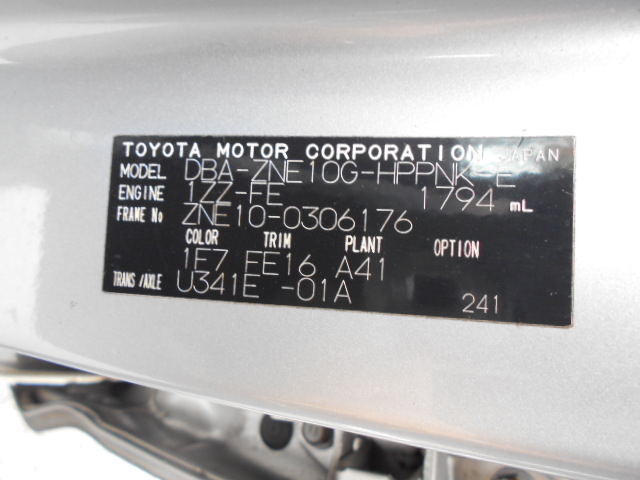 TOYOTA MOTOR CORPORATION JAPAN
MODEL DBA-ZNE10G-HPPNK-E
ENGINE 1ZZ-FE 1794 mL
FRAME No ZNE10-0306176
COLOR TRIM PLANT OPTION
1F7 FE16 A41
TRANS/AXLE U341E -01A 241